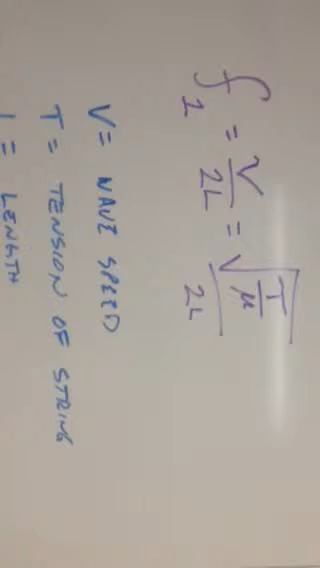 f₁ = V/2L = √(T/μ)/2L
V = WAVE SPEED
T = TENSION OF STRING
L = LENGTH